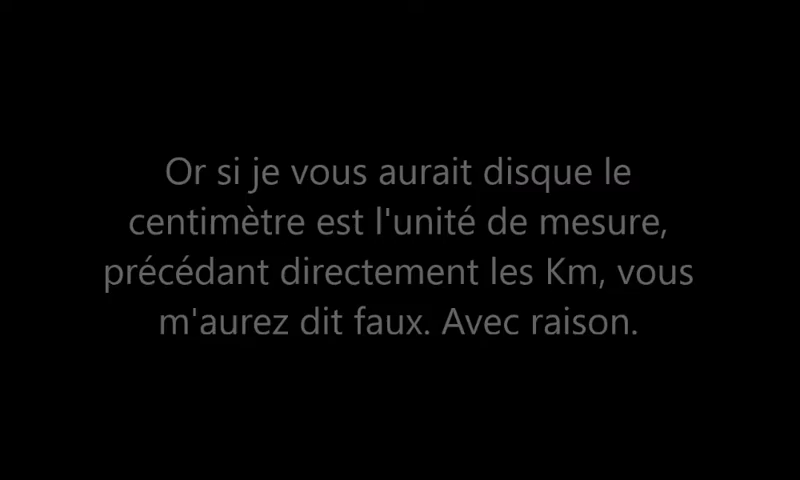 Or si je vous aurait disque le
centimètre est l'unité de mesure,
précédant directement les Km, vous
m'aurez dit faux. Avec raison.